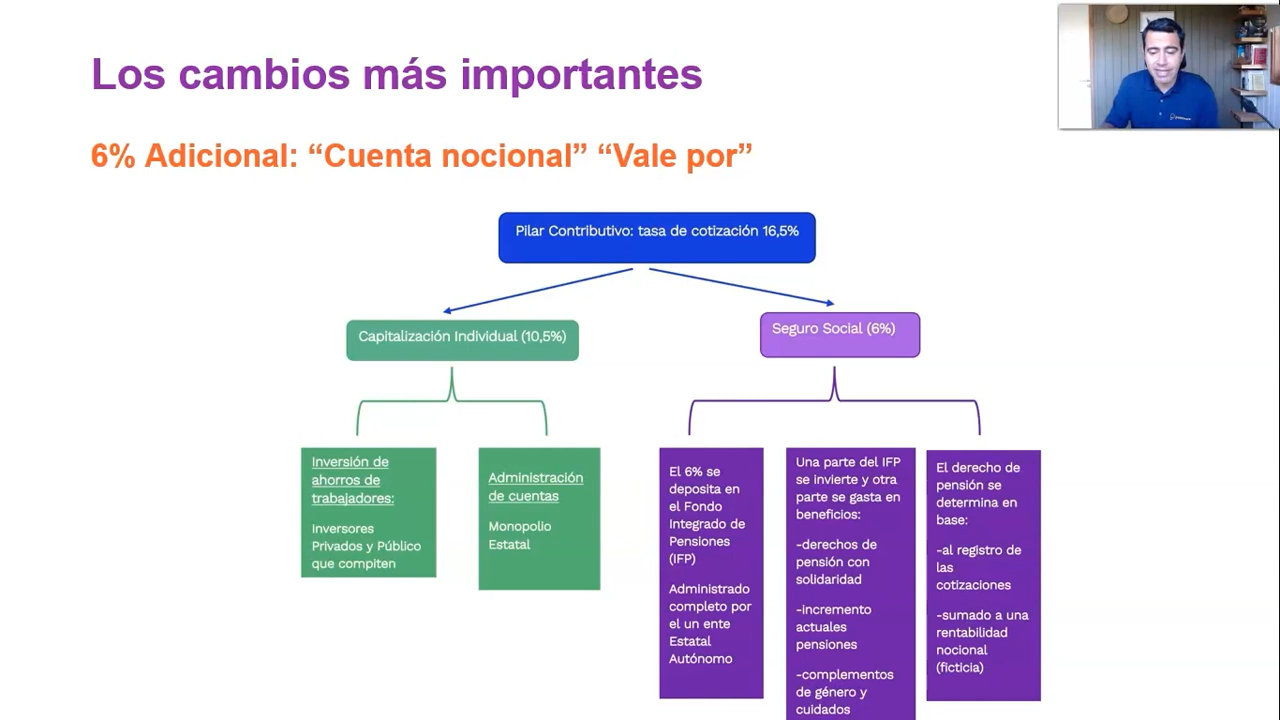 Los cambios más importantes
6% Adicional: “Cuenta nocional” “Vale por”
Pilar Contributivo: tasa de cotización 16,5%
Capitalización Individual (10,5%)
Seguro Social (6%)
Inversión de
ahorros de
trabajadores:
Inversores
Privados y Público
que compiten
Administración
de cuentas
Monopolio
Estatal
El 6% se
deposita en
el Fondo
Integrado de
Pensiones
(IFP)
Administrado
completo por
el un ente
Estatal
Autónomo
Una parte del IFP
se invierte y otra
parte se gasta en
beneficios:
-derechos de
pensión con
solidaridad
-incremento
actuales
pensiones
-complementos
de género y
cuidados
El derecho de
pensión se
determina en
base:
-al registro de
las
cotizaciones
-sumado a una
rentabilidad
nocional
(ficticia)